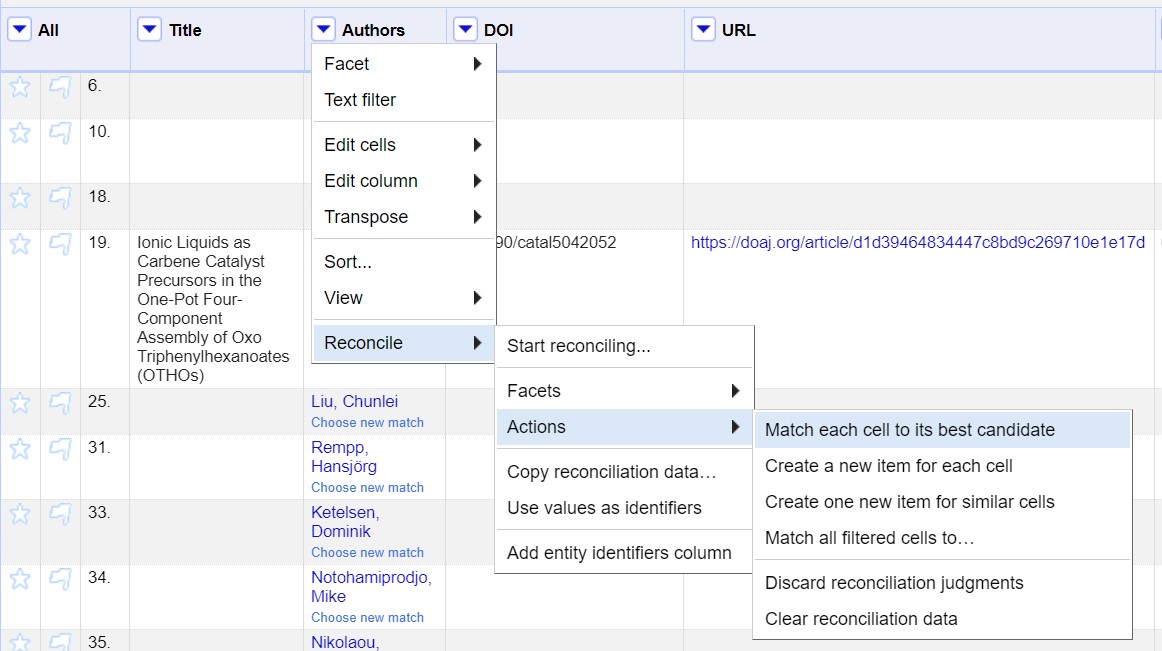 All
Title
Authors
DOI
URL
Facet
Text filter
Edit cells
Edit column
Transpose
Sort...
View
Reconcile
Start reconciling...
Facets
Actions
Copy reconciliation data…
Use values as identifiers
Add entity identifiers column
Match each cell to its best candidate
Create a new item for each cell
Create one new item for similar cells
Match all filtered cells to…
Discard reconciliation judgments
Clear reconciliation data
6.
10.
18.
19.
Ionic Liquids as
Carbene Catalyst
Precursors in the
One-Pot Four-
Component
Assembly of Oxo
Triphenylhexanoates
(OTHOs)
90/catal5042052
https://doaj.org/article/d1d39464834447c8bd9c269710e1e17d
25.
Liu, Chunlei
Choose new match
31.
Rempp,
Hansjörg
Choose new match
33.
Ketelsen,
Dominik
Choose new match
34.
Notohamiprodjo,
Mike
Choose new match
35.
Nikolaou,